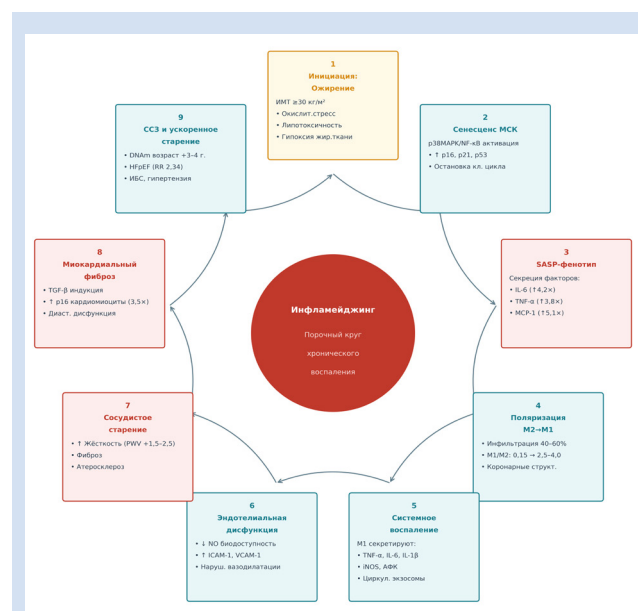 1
Инициация:
Ожирение
ИМТ ≥30 кг/м²
• Окислит.стресс
• Липотоксичность
• Гипоксия жир.ткани
2
Сенесценс МСК
p38MAPK/NF-κB активация
• ↑ p16, p21, p53
• Остановка кл. цикла
3
SASP-фенотип
Секреция факторов:
• IL-6 (↑4,2×)
• TNF-α (↑3,8×)
• MCP-1 (↑5,1×)
4
Поляризация
M2→M1
• Инфильтрация 40–60%
• M1/M2: 0,15 → 2,5–4,0
• Коронарные структ.
5
Системное
воспаление
M1 секретируют:
• TNF-α, IL-6, IL-1β
• iNOS, АФК
• Циркул. экзосомы
6
Эндотелиальная
дисфункция
• ↓ NO биодоступность
• ↑ ICAM-1, VCAM-1
• Наруш. вазодилатации
7
Сосудистое
старение
• ↑ Жёсткость (PWV +1,5–2,5)
• Фиброз
• Атеросклероз
8
Миокардиальный
фиброз
• TGF-β индукция
• ↑ p16 кардиомиоциты (3,5×)
• Диаст. дисфункция
9
ССЗ и ускоренное
старение
• DNAm возраст +3–4 г.
• HFpEF (RR 2,34)
• ИБС, гипертензия
Инфламейджинг
Порочный круг
хронического
воспаления